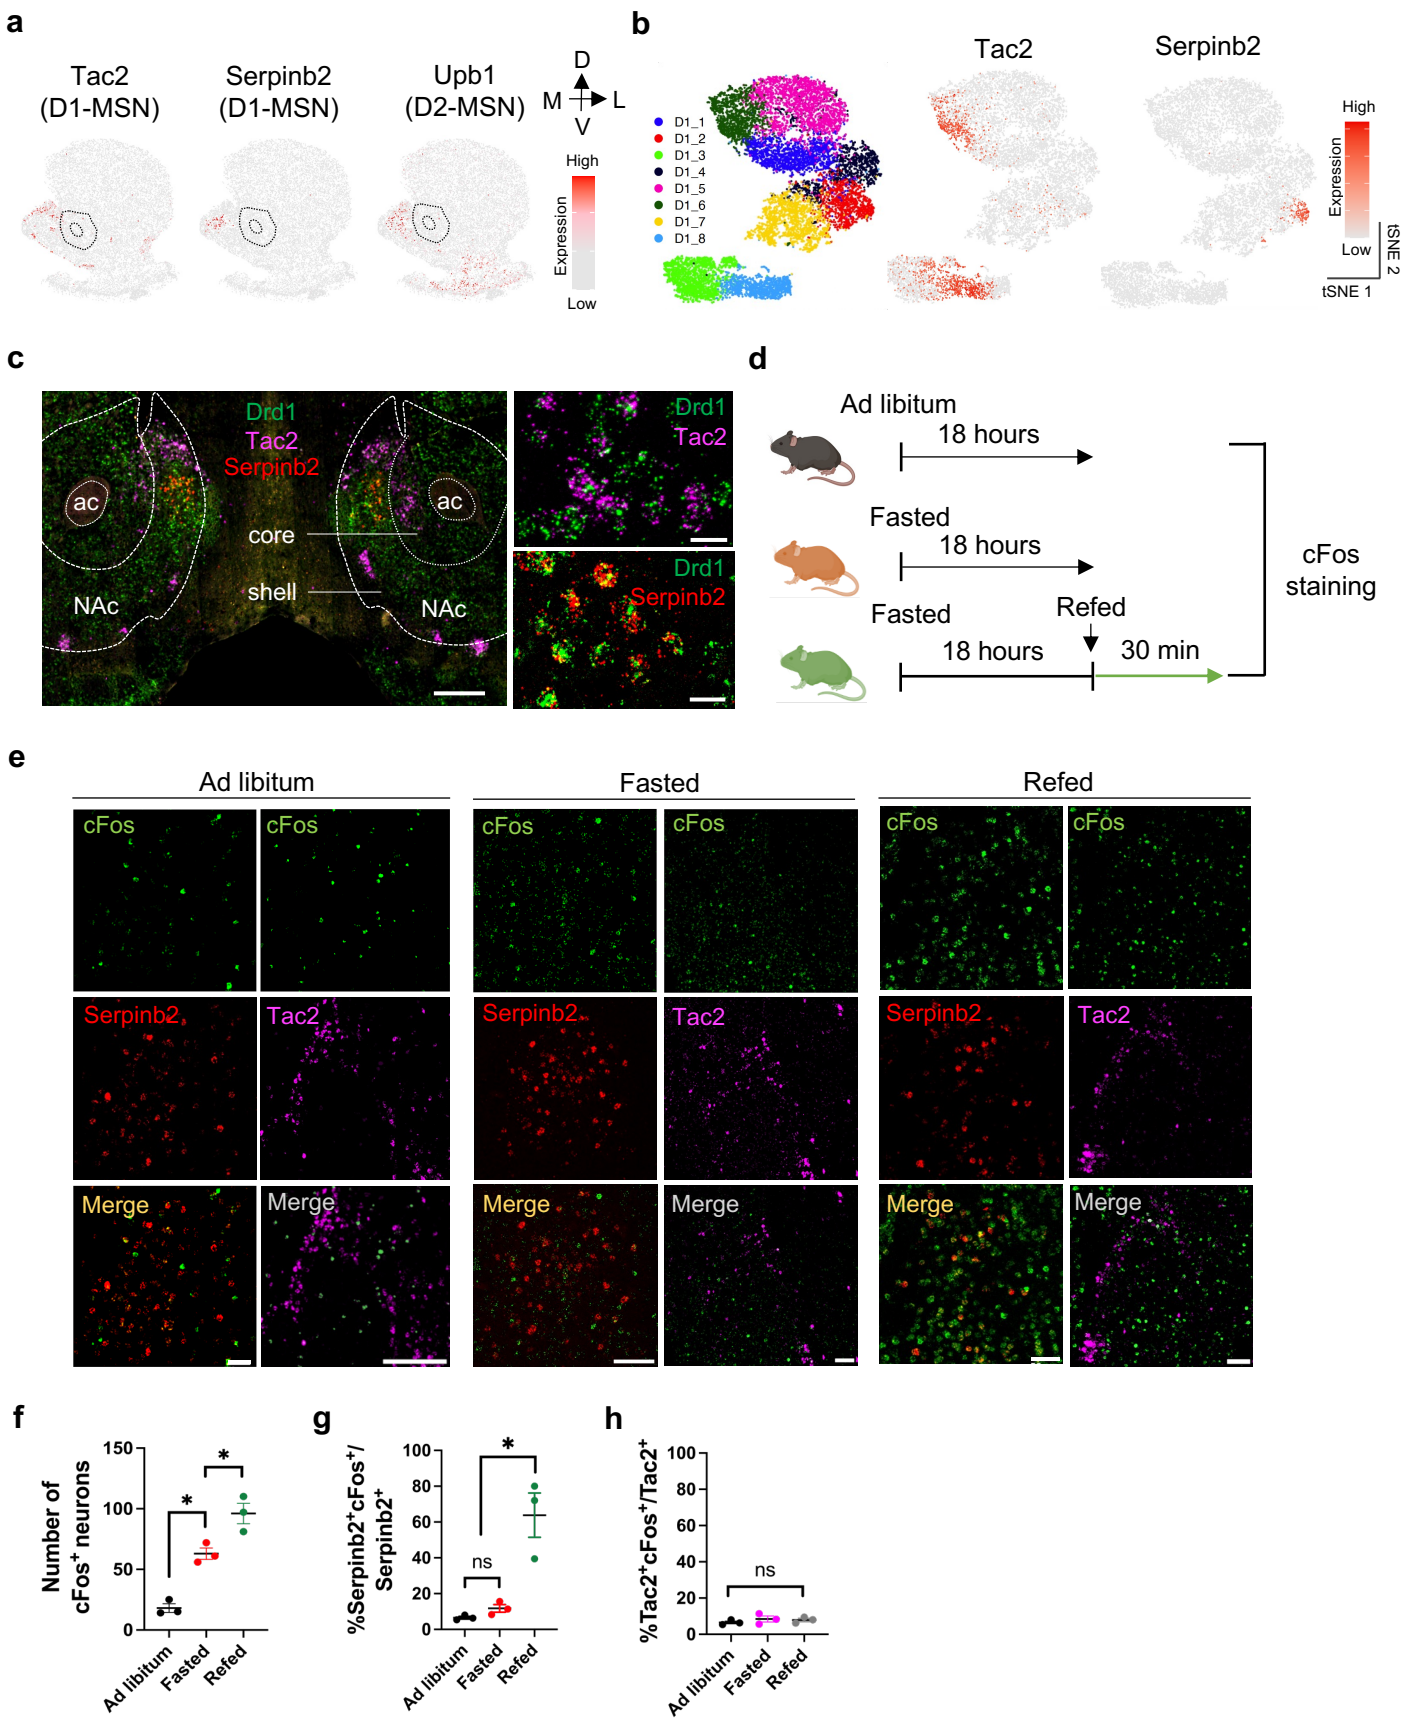 a
Tac2
(D1-MSN)
Serpinb2
(D1-MSN)
Upb1
(D2-MSN)
D
M
L
V
High
Expression
Low
b
D1_1
D1_2
D1_3
D1_4
D1_5
D1_6
D1_7
D1_8
Tac2
Serpinb2
High
Expression
Low
tSNE 2
tSNE 1
c
Drd1
Tac2
Serpinb2
ac
ac
core
shell
NAc
NAc
Drd1
Tac2
Drd1
Serpinb2
d
Ad libitum
18 hours
Fasted
18 hours
Fasted
Refed
18 hours
30 min
cFos
staining
e
Ad libitum
Fasted
Refed
cFos
cFos
cFos
cFos
cFos
cFos
Serpinb2
Tac2
Serpinb2
Tac2
Serpinb2
Tac2
Merge
Merge
Merge
Merge
Merge
Merge
f
Number of
cFos+ neurons
150
100
50
0
*
*
Ad libitum
Fasted
Refed
g
%Serpinb2+cFos+/
Serpinb2+
100
80
60
40
20
0
ns
*
Ad libitum
Fasted
Refed
h
%Tac2+cFos+/Tac2+
100
80
60
40
20
0
ns
Ad libitum
Fasted
Refed